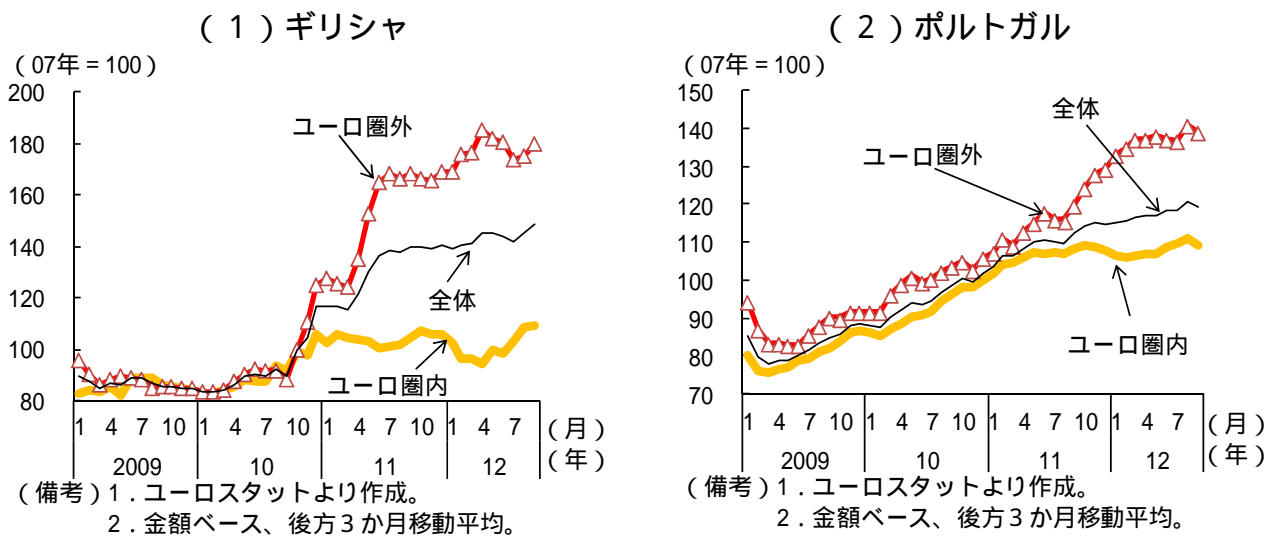 （１）ギリシャ
（07年＝100）
200
180
160
140
120
100
80
ユーロ圏外
全体
ユーロ圏内
1 4 7 10 1 4 7 10 1 4 7 10 1 4 7 （月）
2009 10 11 12 （年）
（備考）１．ユーロスタットより作成。
２．金額ベース、後方３か月移動平均。
（２）ポルトガル
（07年＝100）
150
140
130
120
110
100
90
80
70
全体
ユーロ圏外
ユーロ圏内
1 4 7 10 1 4 7 10 1 4 7 10 1 4 7 （月）
2009 10 11 12 （年）
（備考）１．ユーロスタットより作成。
２．金額ベース、後方３か月移動平均。